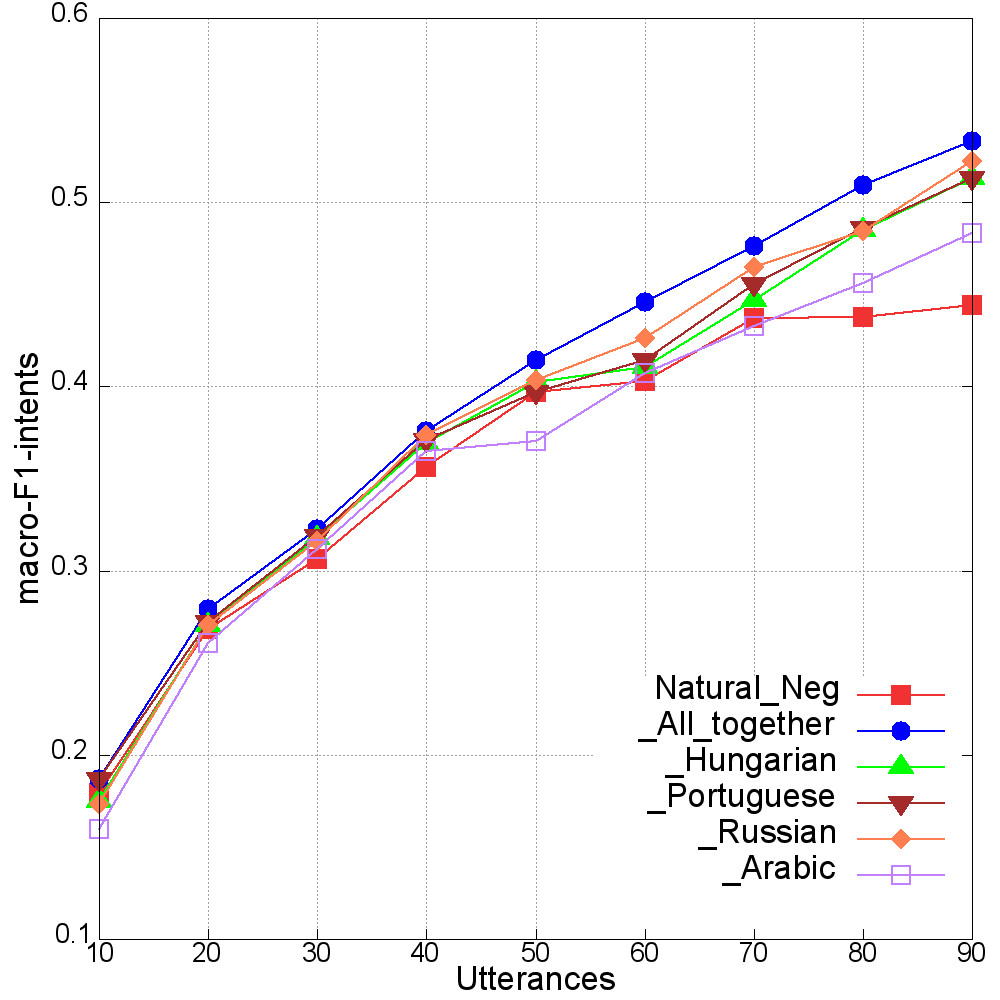 0.6
0.5
0.4
0.3
0.2
0.1
macro-F1-intents
Natural_Neg
_All_together
_Hungarian
_Portuguese
_Russian
_Arabic
10 20 30 40 50 60 70 80 90
Utterances